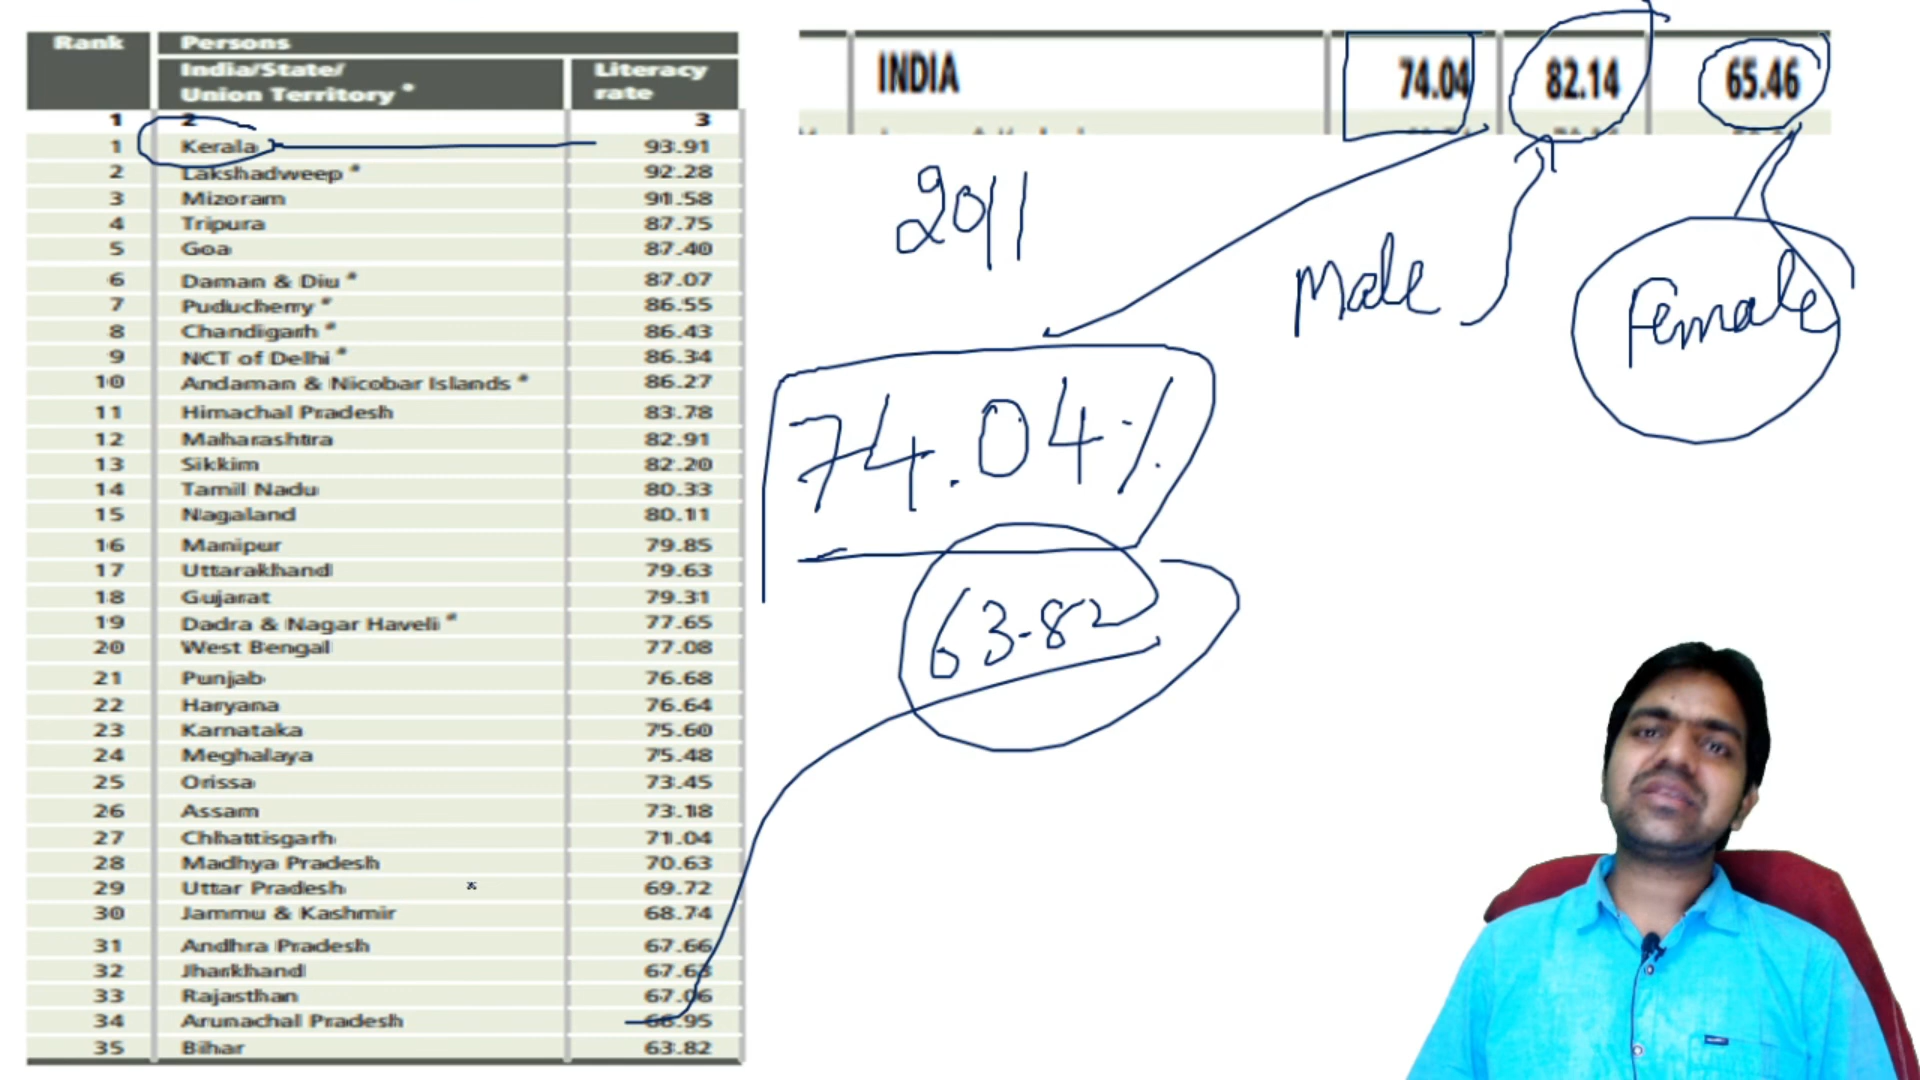 Rank Persons
India/State/ Union Territory * Literacy rate
1 2 3
1 Kerala 93.91
2 Lakshadweep * 92.28
3 Mizoram 91.58
4 Tripura 87.75
5 Goa 87.40
6 Daman & Diu * 87.07
7 Puducherry * 86.55
8 Chandigarh * 86.43
9 NCT of Delhi * 86.34
10 Andaman & Nicobar Islands * 86.27
11 Himachal Pradesh 83.78
12 Maharashtra 82.91
13 Sikkim 82.20
14 Tamil Nadu 80.33
15 Nagaland 80.11
16 Manipur 79.85
17 Uttarakhand 79.63
18 Gujarat 79.31
19 Dadra & Nagar Haveli * 77.65
20 West Bengal 77.08
21 Punjab 76.68
22 Haryana 76.64
23 Karnataka 75.60
24 Meghalaya 75.48
25 Orissa 73.45
26 Assam 73.18
27 Chhattisgarh 71.04
28 Madhya Pradesh 70.63
29 Uttar Pradesh 69.72
30 Jammu & Kashmir 68.74
31 Andhra Pradesh 67.66
32 Jharkhand 67.63
33 Rajasthan 67.06
34 Arunachal Pradesh 66.95
35 Bihar 63.82
INDIA 74.04 82.14 65.46
2011
Male
Female
74.04%
63.82